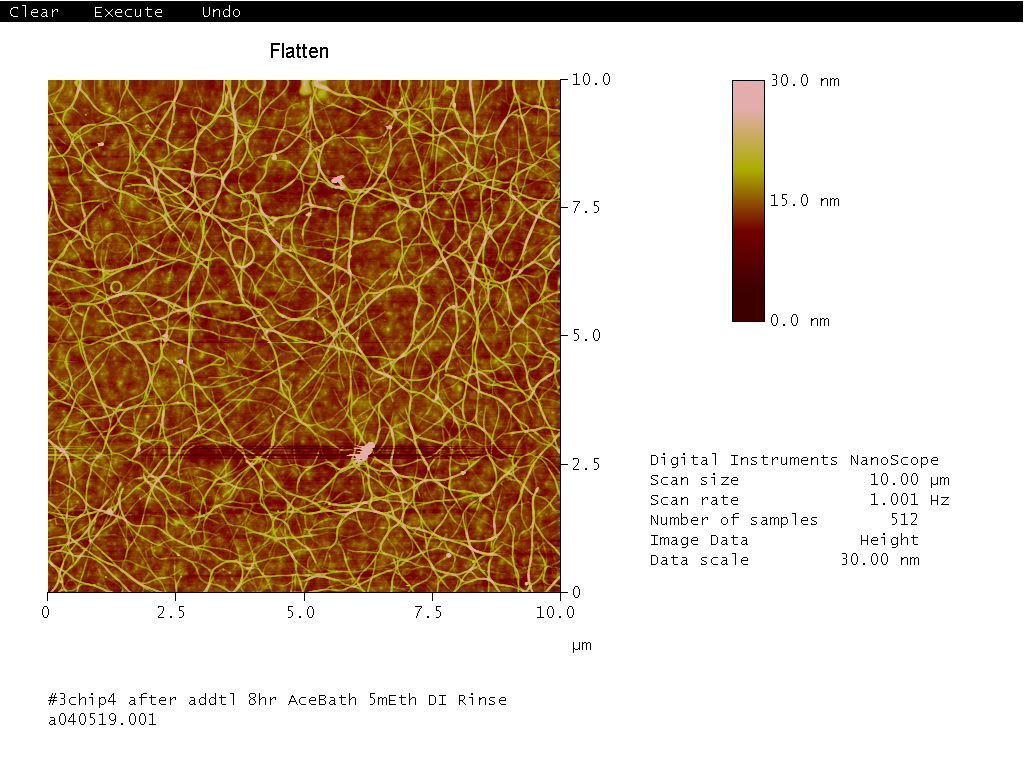 Clear Execute Undo
Flatten
10.0
7.5
5.0
2.5
0
0 2.5 5.0 7.5 10.0
µm
30.0 nm
15.0 nm
0.0 nm
Digital Instruments NanoScope
Scan size 10.00 µm
Scan rate 1.001 Hz
Number of samples 512
Image Data Height
Data scale 30.00 nm
#3chip4 after addtl 8hr AceBath 5mEth DI Rinse
a040519.001